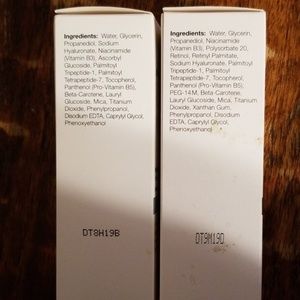 Ingredients: Water, Glycerin,
Propanediol, Sodium
Hyaluronate, Niacinamide
(Vitamin B3), Ascorbyl
Glucoside, Palmitoyl
Tripeptide-1, Palmitoyl
Tetrapeptide-7, Tocopherol,
Panthenol (Pro-Vitamin B5),
Beta-Carotene, Lauryl
Glucoside, Mica, Titanium
Dioxide, Phenylpropanol,
Disodium EDTA, Caprylyl Glycol,
Phenoxyethanol
DT8H19B
Ingredients: Water, Glycerin,
Propanediol, Niacinamide
(Vitamin B3), Polysorbate 20,
Retinol, Retinyl Palmitate,
Sodium Hyaluronate, Palmitoyl
Tripeptide-1, Palmitoyl
Tetrapeptide-7, Tocopherol,
Panthenol (Pro-Vitamin B5),
PEG-14M, Beta-Carotene, Lauryl
Glucoside, Mica, Titanium
Dioxide, Xanthan Gum,
Phenylpropanol, Disodium
EDTA, Caprylyl Glycol,
Phenoxyethanol
DT9M19D